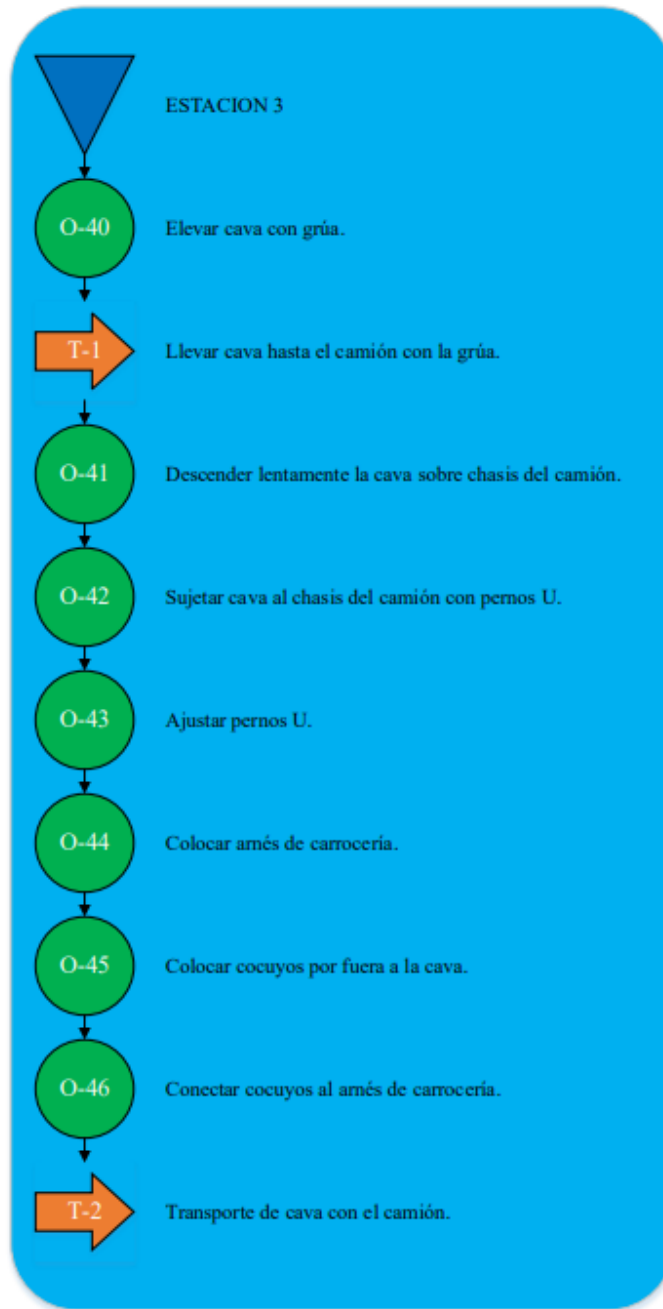 ESTACION 3
O-40 Elevar cava con grúa.
T-1 Llevar cava hasta el camión con la grúa.
O-41 Descender lentamente la cava sobre chasis del camión.
O-42 Sujetar cava al chasis del camión con pernos U.
O-43 Ajustar pernos U.
O-44 Colocar arnés de carrocería.
O-45 Colocar cocuyos por fuera a la cava.
O-46 Conectar cocuyos al arnés de carrocería.
T-2 Transporte de cava con el camión.